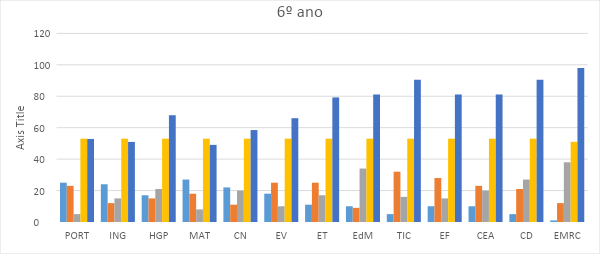 6º ano
120
100
80
60
40
20
0
Axis Title
PORT ING HGP MAT CN EV ET EdM TIC EF CEA CD EMRC